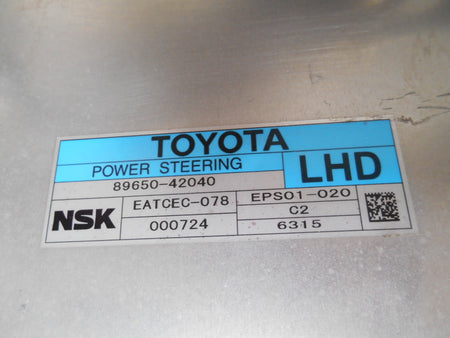 TOYOTA
POWER STEERING
LHD
89650-42040
NSK
EATCEC-078
EPS01-020
C2
000724
6315